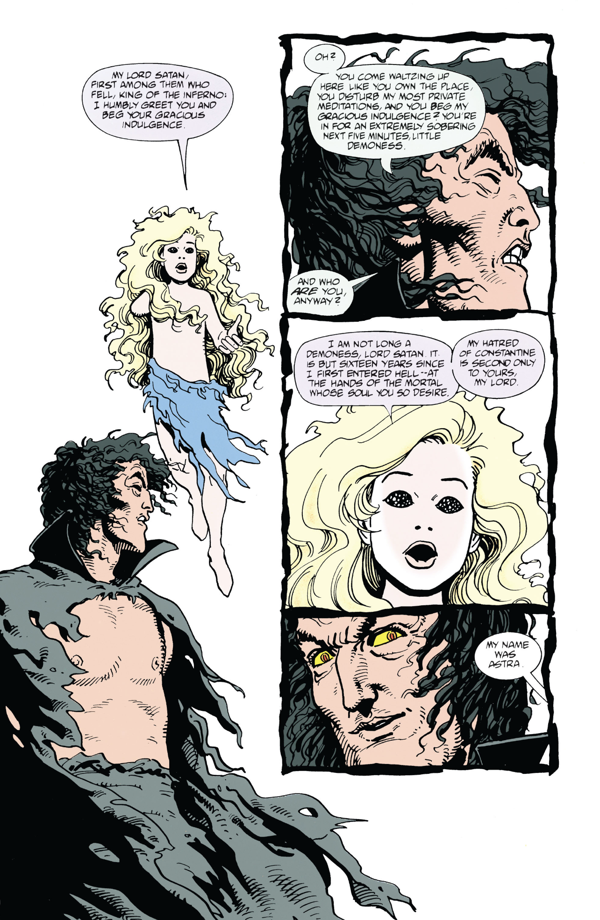 MY LORD SATAN,
FIRST AMONG THEM WHO
FELL, KING OF THE INFERNO:
I HUMBLY GREET YOU AND
BEG YOUR GRACIOUS
INDULGENCE.
OH?
YOU COME WALTZING UP
HERE LIKE YOU OWN THE PLACE,
YOU DISTURB MY MOST PRIVATE
MEDITATIONS, AND YOU BEG MY
GRACIOUS INDULGENCE? YOU'RE
IN FOR AN EXTREMELY SOBERING
NEXT FIVE MINUTES, LITTLE
DEMONESS.
AND WHO
ARE YOU,
ANYWAY?
I AM NOT LONG A
DEMONESS, LORD SATAN. IT
IS BUT SIXTEEN YEARS SINCE
I FIRST ENTERED HELL--AT
THE HANDS OF THE MORTAL
WHOSE SOUL YOU SO DESIRE.
MY HATRED
OF CONSTANTINE
IS SECOND ONLY
TO YOURS,
MY LORD.
MY NAME
WAS
ASTRA.